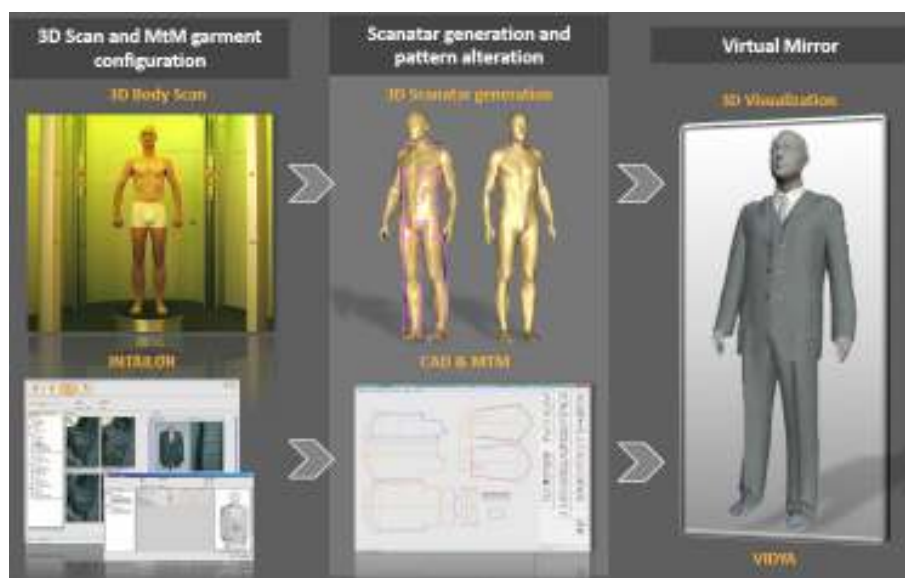 3D Scan and MtM garment
configuration
Scanatar generation and
pattern alteration
Virtual Mirror
3D Body Scan
3D Scanatar generation
3D Visualization
INTAILOR
CAD & MTM
VIDYA